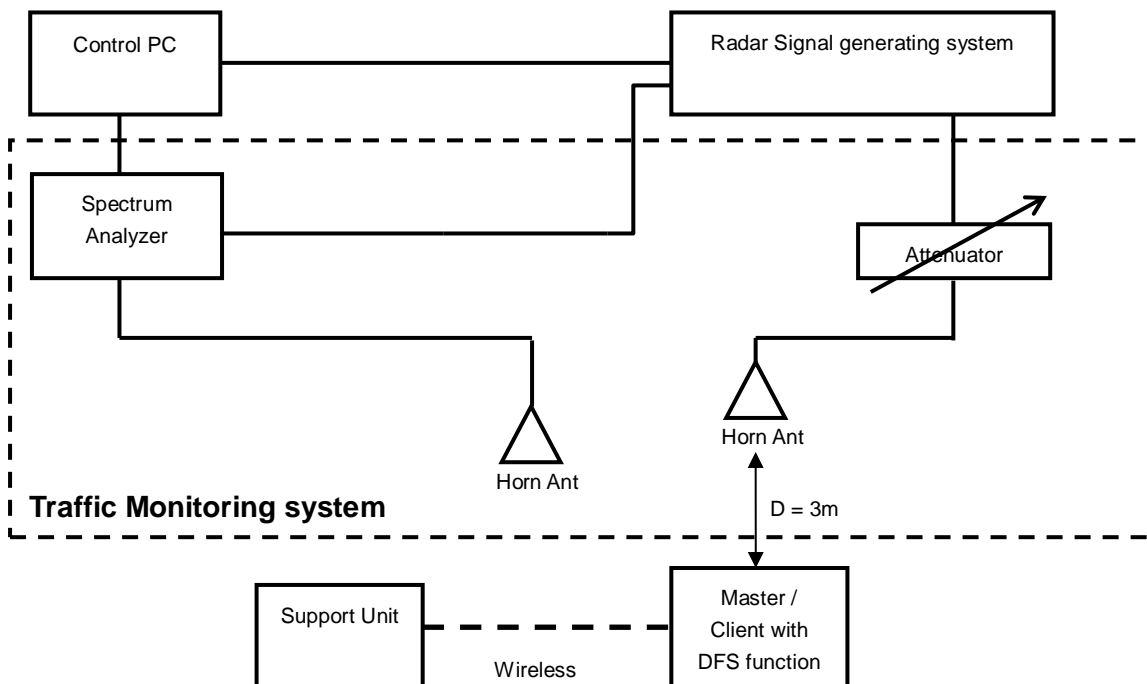 Control PC
Radar Signal generating system
Spectrum
Analyzer
Attenuator
Horn Ant
Horn Ant
Traffic Monitoring system
D = 3m
Support Unit
Wireless
Master /
Client with
DFS function